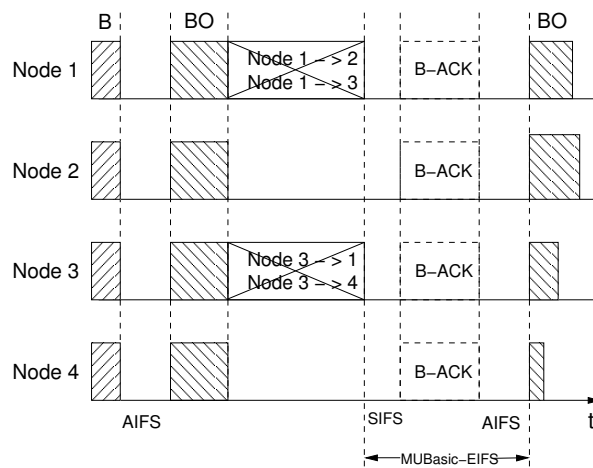 B BO BO
Node 1
Node 1 − > 2
Node 1 − > 3
B−ACK
Node 2
B−ACK
Node 3
Node 3 − > 1
Node 3 − > 4
B−ACK
Node 4
B−ACK
t
AIFS SIFS AIFS
MUBasic−EIFS